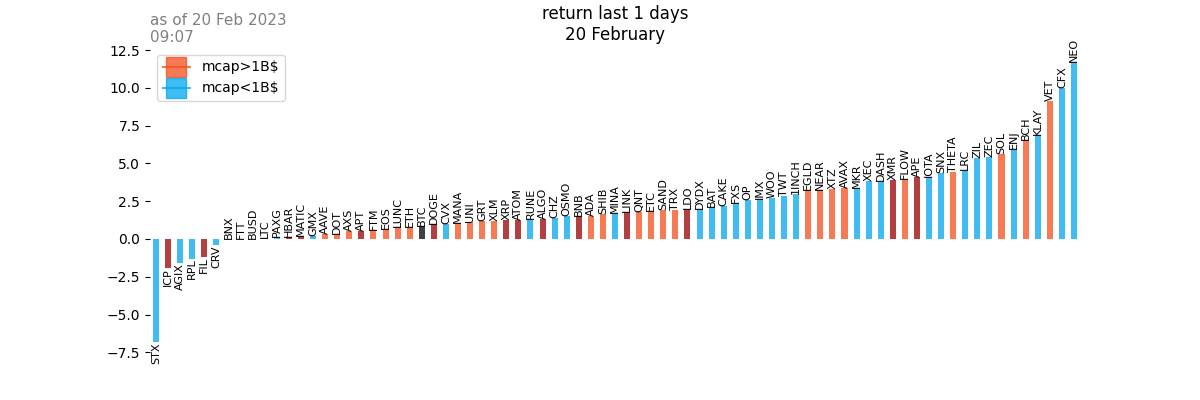 return last 1 days
20 February
as of 20 Feb 2023
09:07
mcap>1B$
mcap<1B$
12.5
10.0
7.5
5.0
2.5
0.0
−2.5
−5.0
−7.5
STX
ICP
AGIX
RPL
FIL
CRV
BNX
FTT
BUSD
LTC
PAXG
HBAR
MATIC
GMX
AAVE
DOT
AXS
APT
FTM
EOS
LUNC
ETH
BTC
DOGE
CVX
MANA
UNI
GRT
XLM
XRP
ATOM
RUNE
ALGO
CHZ
OSMO
BNB
ADA
SHIB
MINA
LINK
QNT
ETC
SAND
TRX
LDO
DYDX
BAT
CAKE
FXS
OP
IMX
WOO
TWT
1INCH
EGLD
NEAR
XTZ
AVAX
MKR
XEC
DASH
XMR
FLOW
APE
IOTA
SNX
THETA
LRC
ZIL
ZEC
SOL
ENJ
BCH
KLAY
VET
CFX
NEO